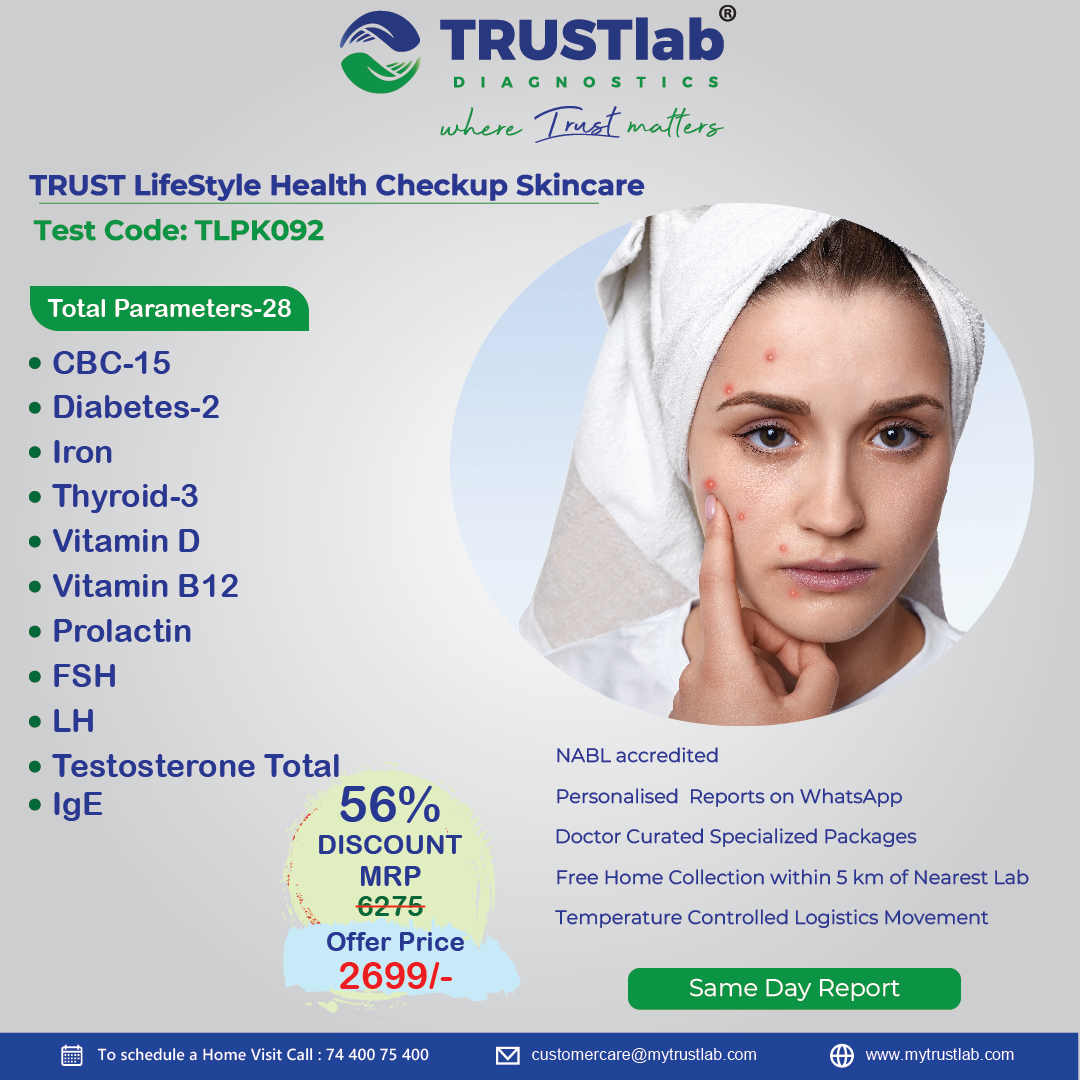 TRUSTlab®
DIAGNOSTICS
where Trust matters
TRUST LifeStyle Health Checkup Skincare
Test Code: TLPK092
Total Parameters-28
• CBC-15
• Diabetes-2
• Iron
• Thyroid-3
• Vitamin D
• Vitamin B12
• Prolactin
• FSH
• LH
• Testosterone Total
• IgE
56%
DISCOUNT
MRP
6275
Offer Price
2699/-
NABL accredited
Personalised Reports on WhatsApp
Doctor Curated Specialized Packages
Free Home Collection within 5 km of Nearest Lab
Temperature Controlled Logistics Movement
Same Day Report
To schedule a Home Visit Call : 74 400 75 400
customercare@mytrustlab.com
www.mytrustlab.com